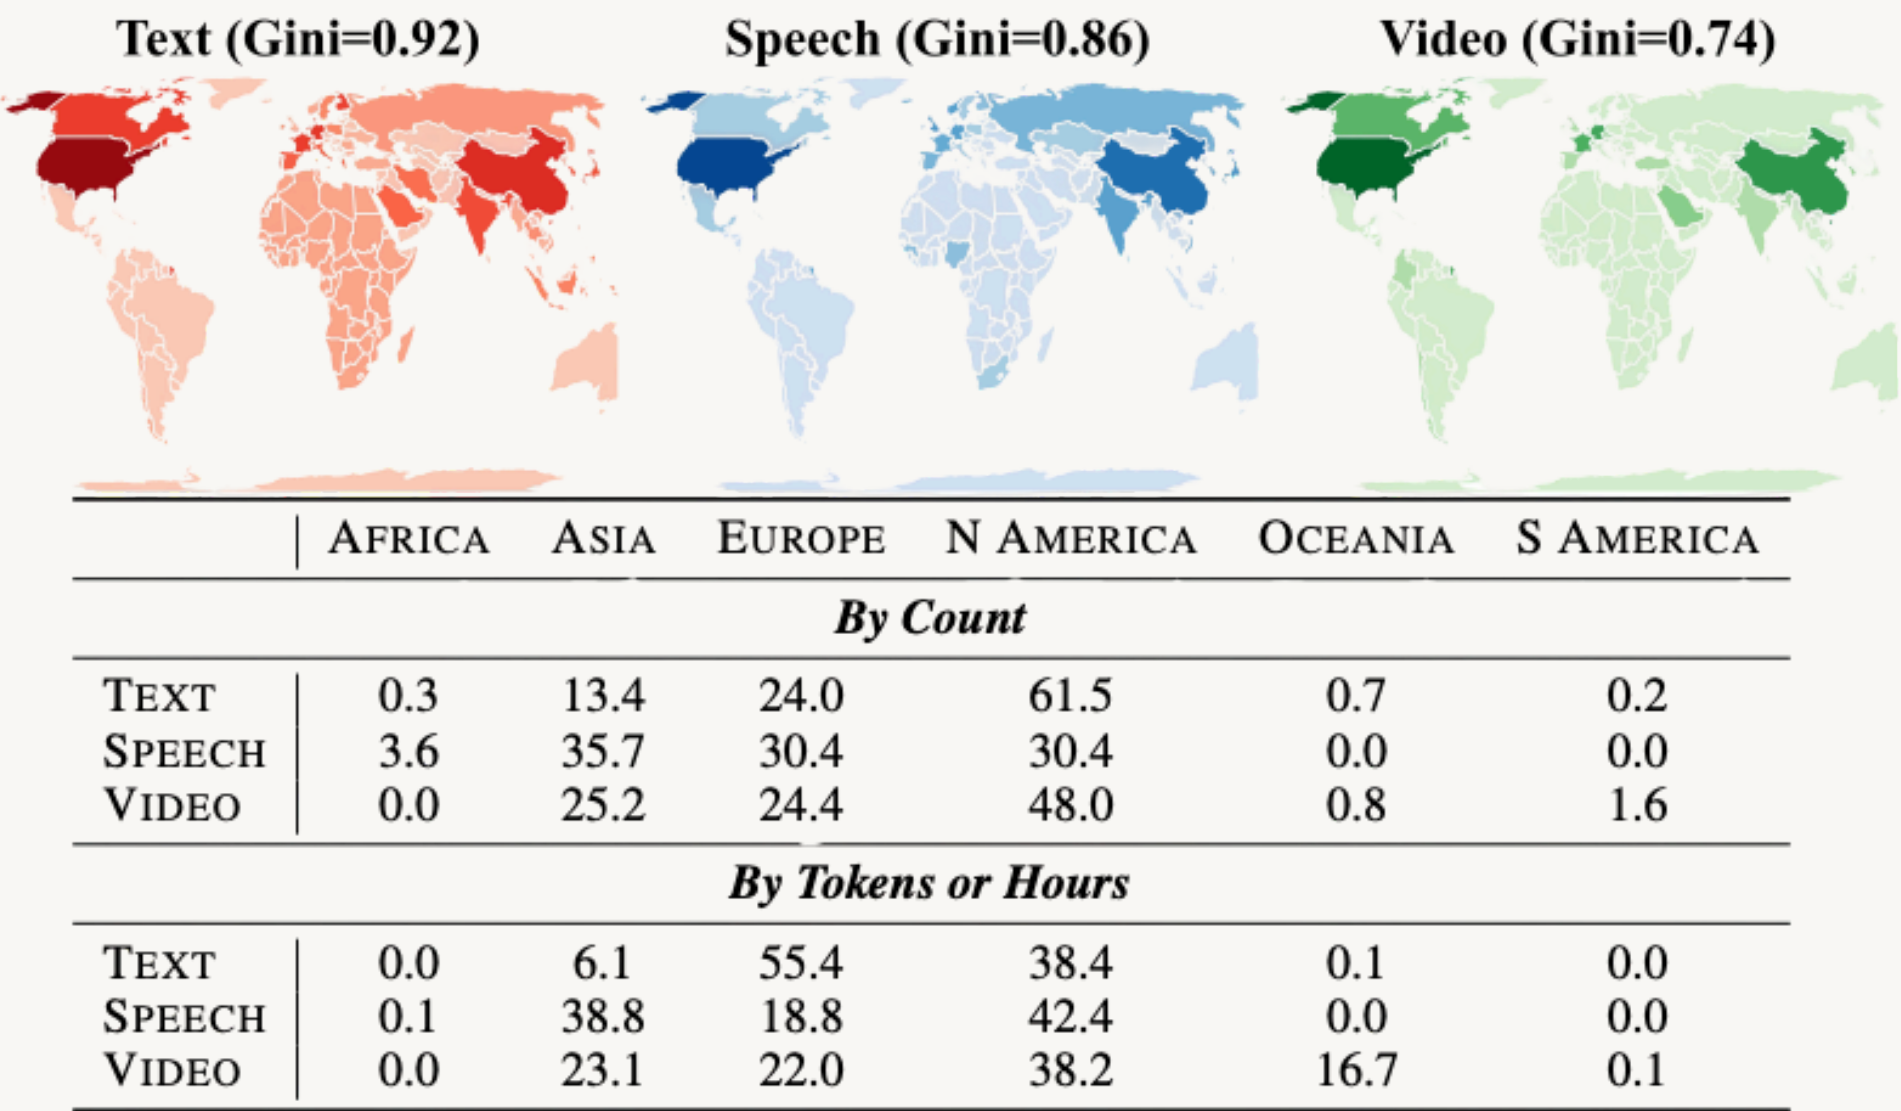 Text (Gini=0.92) Speech (Gini=0.86) Video (Gini=0.74)
AFRICA ASIA EUROPE N AMERICA OCEANIA S AMERICA
By Count
TEXT 0.3 13.4 24.0 61.5 0.7 0.2
SPEECH 3.6 35.7 30.4 30.4 0.0 0.0
VIDEO 0.0 25.2 24.4 48.0 0.8 1.6
By Tokens or Hours
TEXT 0.0 6.1 55.4 38.4 0.1 0.0
SPEECH 0.1 38.8 18.8 42.4 0.0 0.0
VIDEO 0.0 23.1 22.0 38.2 16.7 0.1